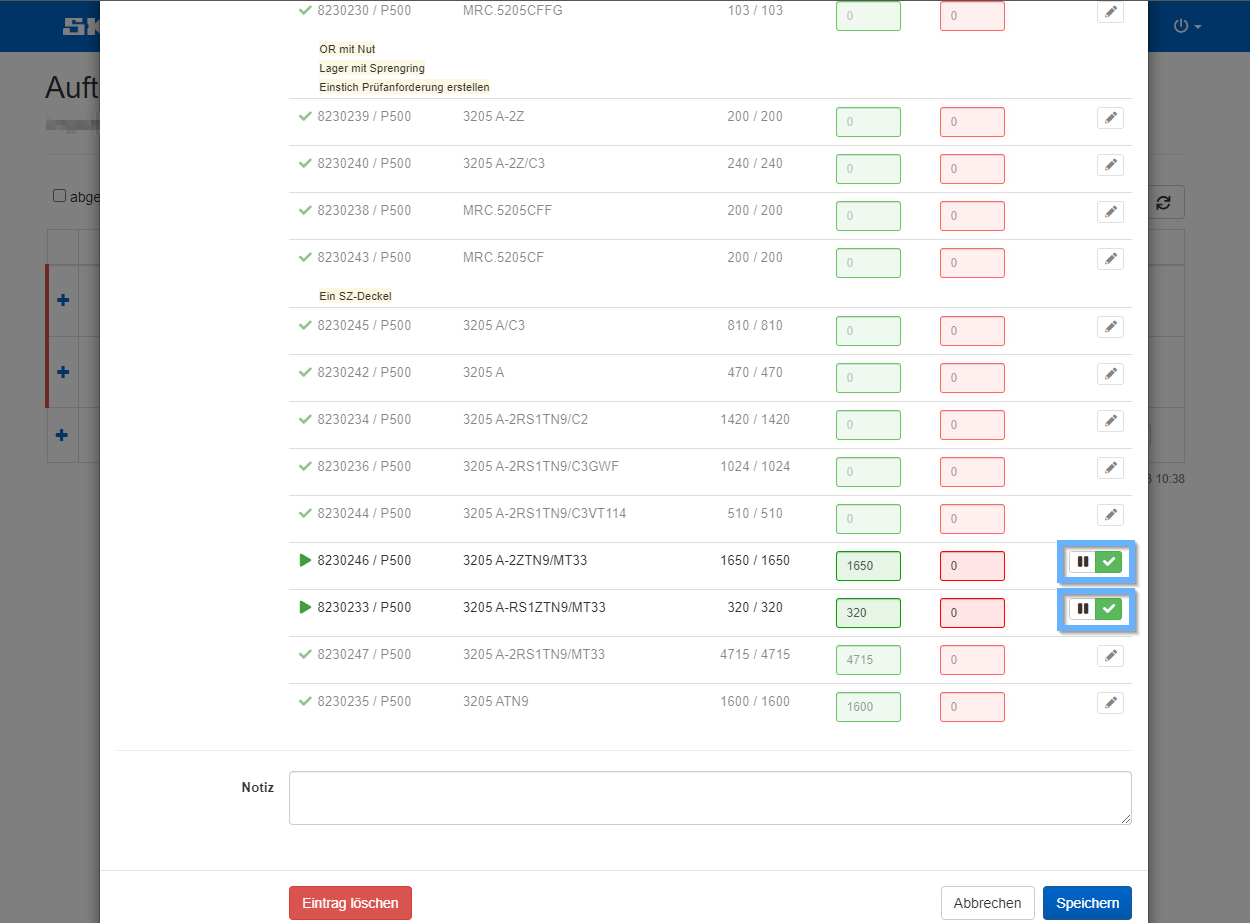 8230230 / P500 MRC.5205CFFG 103 / 103 0 0
OR mit Nut
Lager mit Sprengring
Einstich Prüfanforderung erstellen
Auft
8230239 / P500 3205 A-2Z 200 / 200 0 0
8230240 / P500 3205 A-2Z/C3 240 / 240 0 0
abge
8230238 / P500 MRC.5205CFF 200 / 200 0 0
8230243 / P500 MRC.5205CF 200 / 200 0 0
Ein SZ-Deckel
8230245 / P500 3205 A/C3 810 / 810 0 0
8230242 / P500 3205 A 470 / 470 0 0
8230234 / P500 3205 A-2RS1TN9/C2 1420 / 1420 0 0
8230236 / P500 3205 A-2RS1TN9/C3GWF 1024 / 1024 0 0
10:38
8230244 / P500 3205 A-2RS1TN9/C3VT114 510 / 510 0 0
8230246 / P500 3205 A-2ZTN9/MT33 1650 / 1650 1650 0
8230233 / P500 3205 A-RS1ZTN9/MT33 320 / 320 320 0
8230247 / P500 3205 A-2RS1TN9/MT33 4715 / 4715 4715 0
8230235 / P500 3205 ATN9 1600 / 1600 1600 0
Notiz
Eintrag löschen Abbrechen Speichern